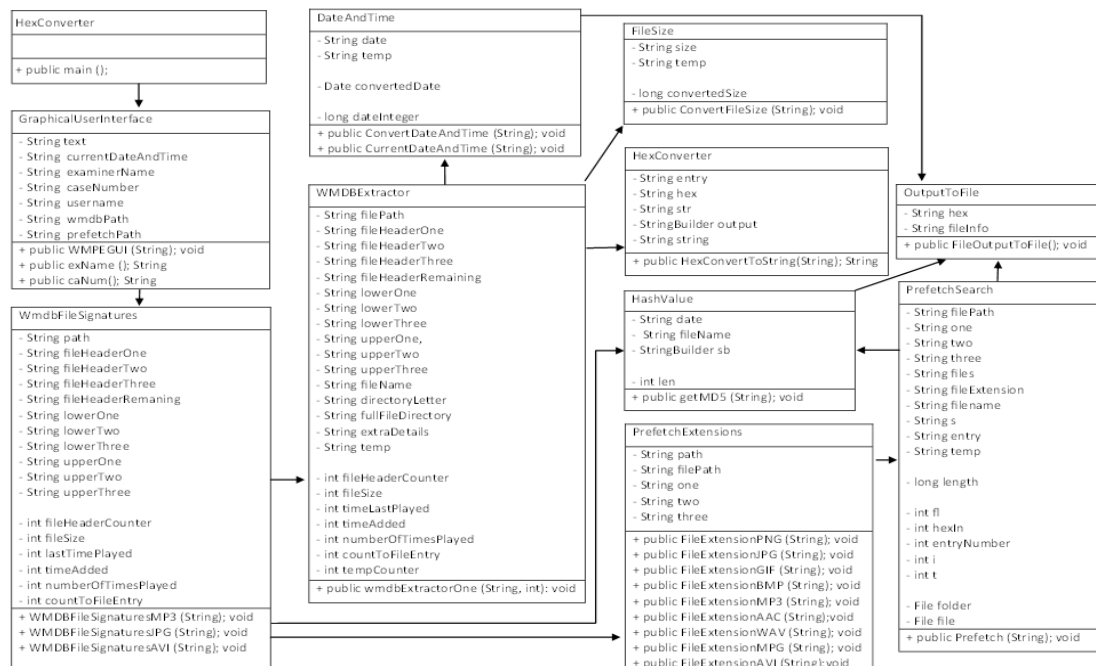 HexConverter
+ public main ();
GraphicalUserInterface
- String text
- String currentDateAndTime
- String examinerName
- String caseNumber
- String username
- String wmdbPath
- String prefetchPath
+ public WMPEGUI (String); void
+ public exName (); String
+ public caNum(); String
WmdbFileSignatures
- String path
- String fileHeaderOne
- String fileHeaderTwo
- String fileHeaderThree
- String fileHeaderRemaning
- String lowerOne
- String lowerTwo
- String lowerThree
- String upperOne
- String upperTwo
- String upperThree
- int fileHeaderCounter
- int fileSize
- int lastTimePlayed
- int timeAdded
- int numberOfTimesPlayed
- int countToFileEntry
+ WMDBFileSignaturesMP3 (String); void
+ WMDBFileSignaturesJPG (String); void
+ WMDBFileSignaturesAVI (String); void
DateAndTime
- String date
- String temp
- Date convertedDate
- long dateInteger
+ public ConvertDateAndTime (String); void
+ public CurrentDateAndTime (String); void
WMDBExtractor
- String filePath
- String fileHeaderOne
- String fileHeaderTwo
- String fileHeaderThree
- String fileHeaderRemaining
- String lowerOne
- String lowerTwo
- String lowerThree
- String upperOne,
- String upperTwo
- String upperThree
- String fileName
- String directoryLetter
- String fullFileDirectory
- String extraDetails
- String temp
- int fileHeaderCounter
- int fileSize
- int timeLastPlayed
- int timeAdded
- int numberOfTimesPlayed
- int countToFileEntry
- int tempCounter
+ public wmdbExtractorOne (String, int): void
FileSize
- String size
- String temp
- long convertedSize
+ public ConvertFileSize (String); void
HexConverter
- String entry
- String hex
- String str
- StringBuilder output
- String string
+ public HexConvertToString(String); String
HashValue
- String date
- String fileName
- StringBuilder sb
- int len
+ public getMD5 (String); void
PrefetchExtensions
- String path
- String filePath
- String one
- String two
- String three
+ public FileExtensionPNG (String); void
+ public FileExtensionJPG (String); void
+ public FileExtensionGIF (String); void
+ public FileExtensionBMP (String); void
+ public FileExtensionMP3 (String); void
+ public FileExtensionAAC (String);void
+ public FileExtensionWAV (String); void
+ public FileExtensionMPG (String); void
+ public FileExtensionAVI (String); void
OutputToFile
- String hex
- String fileInfo
+ public FileOutputToFile(); void
PrefetchSearch
- String filePath
- String one
- String two
- String three
- String files
- String fileExtension
- String filename
- String s
- String entry
- String temp
- long length
- int fl
- int hexIn
- int entryNumber
- int i
- int t
- File folder
- File file
+ public Prefetch (String); void